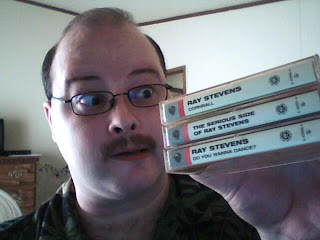 RAY STEVENS
CORNBALL
THE SERIOUS SIDE
OF RAY STEVENS
RAY STEVENS
DO YOU WANNA DANCE?